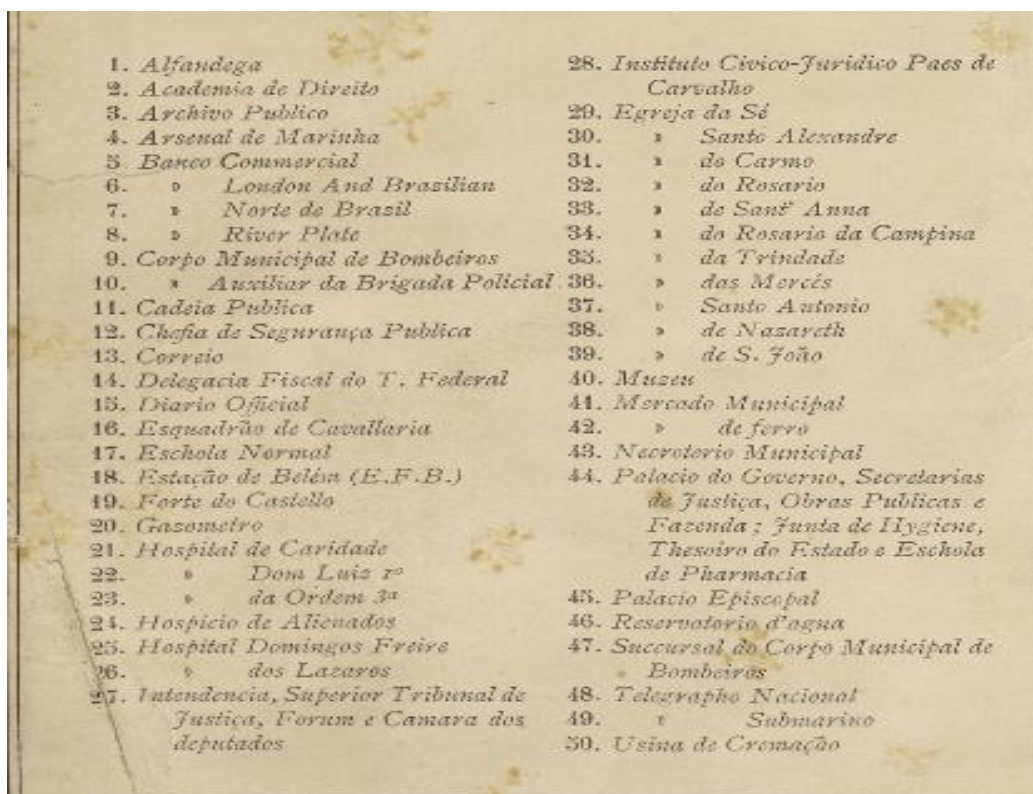 1. Alfandega
2. Academia de Direito
3. Archivo Publico
4. Arsenal de Marinha
5. Banco Commercial
6. » London And Brazilian
7. » Norte de Brazil
8. » River Plate
9. Corpo Municipal de Bombeiros
10. » Auxiliar da Brigada Policial
11. Cadeia Publica
12. Chefia de Segurança Publica
13. Correio
14. Delegacia Fiscal do T. Federal
15. Diario Official
16. Esquadrão de Cavallaria
17. Eschola Normal
18. Estação de Belém (E.F.B.)
19. Forte do Castello
20. Gazometro
21. Hospital de Caridade
22. » Dom Luiz 1º
23. » da Ordem 3ª
24. Hospicio de Alienados
25. Hospital Domingos Freire
26. » dos Lazaros
27. Intendencia, Superior Tribunal de
Justiça, Forum e Camara dos
deputados
28. Instituto Civico-Juridico Paes de
Carvalho
29. Egreja da Sé
30. » Santo Alexandre
31. » do Carmo
32. » do Rosario
33. » de Sant' Anna
34. » do Rosario da Campina
35. » da Trindade
36. » das Mercés
37. » Santo Antonio
38. » de Nazareth
39. » de S. João
40. Muzeu
41. Mercado Municipal
42. » de ferro
43. Necroterio Municipal
44. Palacio do Governo, Secretarias
de Justiça, Obras Publicas e
Fazenda; Junta de Hygiene,
Thesoiro do Estado e Eschola
de Pharmacia
45. Palacio Episcopal
46. Reservatorio d'agua
47. Succursal do Corpo Municipal de
Bombeiros
48. Telegrapho Nacional
49. » Submarino
50. Usina de Cremação